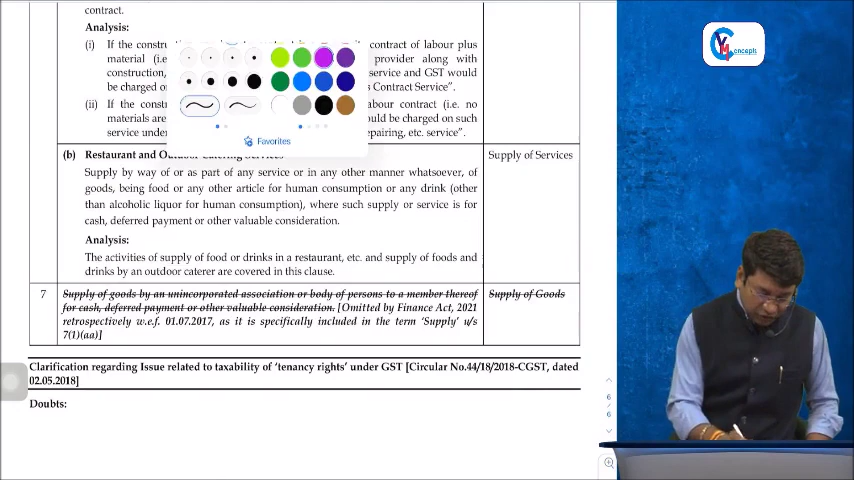 contract.
Analysis:
(i) If the contract of labour plus
material (i.e. provider along with
construction, service and GST would
be charged Contract Service".
(ii) If the labour contract (i.e. no
materials are would be charged on such
service under repairing, etc. service".
Favorites
(b) Restaurant and Outdoor Catering Services Supply of Services
Supply by way of or as part of any service or in any other manner whatsoever, of
goods, being food or any other article for human consumption or any drink (other
than alcoholic liquor for human consumption), where such supply or service is for
cash, deferred payment or other valuable consideration.
Analysis:
The activities of supply of food or drinks in a restaurant, etc. and supply of foods and
drinks by an outdoor caterer are covered in this clause.
7 Supply of goods by an unincorporated association or body of persons to a member thereof Supply of Goods
for cash, deferred payment or other valuable consideration. [Omitted by Finance Act, 2021
retrospectively w.e.f. 01.07.2017, as it is specifically included in the term 'Supply' u/s
7(1)(aa)]
Clarification regarding Issue related to taxability of 'tenancy rights' under GST [Circular No.44/18/2018-CGST, dated
02.05.2018]
Doubts:
6
/
6
YM Concepts